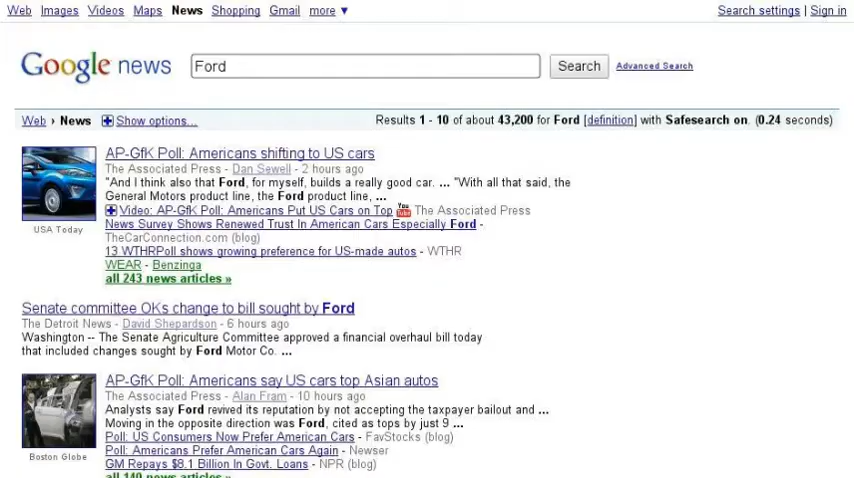 Web Images Videos Maps News Shopping Gmail more ▼ Search settings | Sign in
Google news Ford Search Advanced Search
Web › News Show options... Results 1 - 10 of about 43,200 for Ford [definition] with Safesearch on. (0.24 seconds)
AP-GfK Poll: Americans shifting to US cars
The Associated Press - Dan Sewell - 2 hours ago
"And I think also that Ford, for myself, builds a really good car. ... "With all that said, the
General Motors product line, the Ford product line, ...
Video: AP-GfK Poll: Americans Put US Cars on Top You Tube The Associated Press
News Survey Shows Renewed Trust In American Cars Especially Ford -
TheCarConnection.com (blog)
13 WTHRPoll shows growing preference for US-made autos - WTHR
WEAR - Benzinga
all 243 news articles »
USA Today
Senate committee OKs change to bill sought by Ford
The Detroit News - David Shepardson - 6 hours ago
Washington -- The Senate Agriculture Committee approved a financial overhaul bill today
that included changes sought by Ford Motor Co. ...
AP-GfK Poll: Americans say US cars top Asian autos
The Associated Press - Alan Fram - 10 hours ago
Analysts say Ford revived its reputation by not accepting the taxpayer bailout and ...
Moving in the opposite direction was Ford, cited as tops by just 9 ...
Poll: US Consumers Now Prefer American Cars - FavStocks (blog)
Poll: Americans Prefer American Cars Again - Newser
GM Repays $8.1 Billion In Govt. Loans - NPR (blog)
all 140 news articles »
Boston Globe